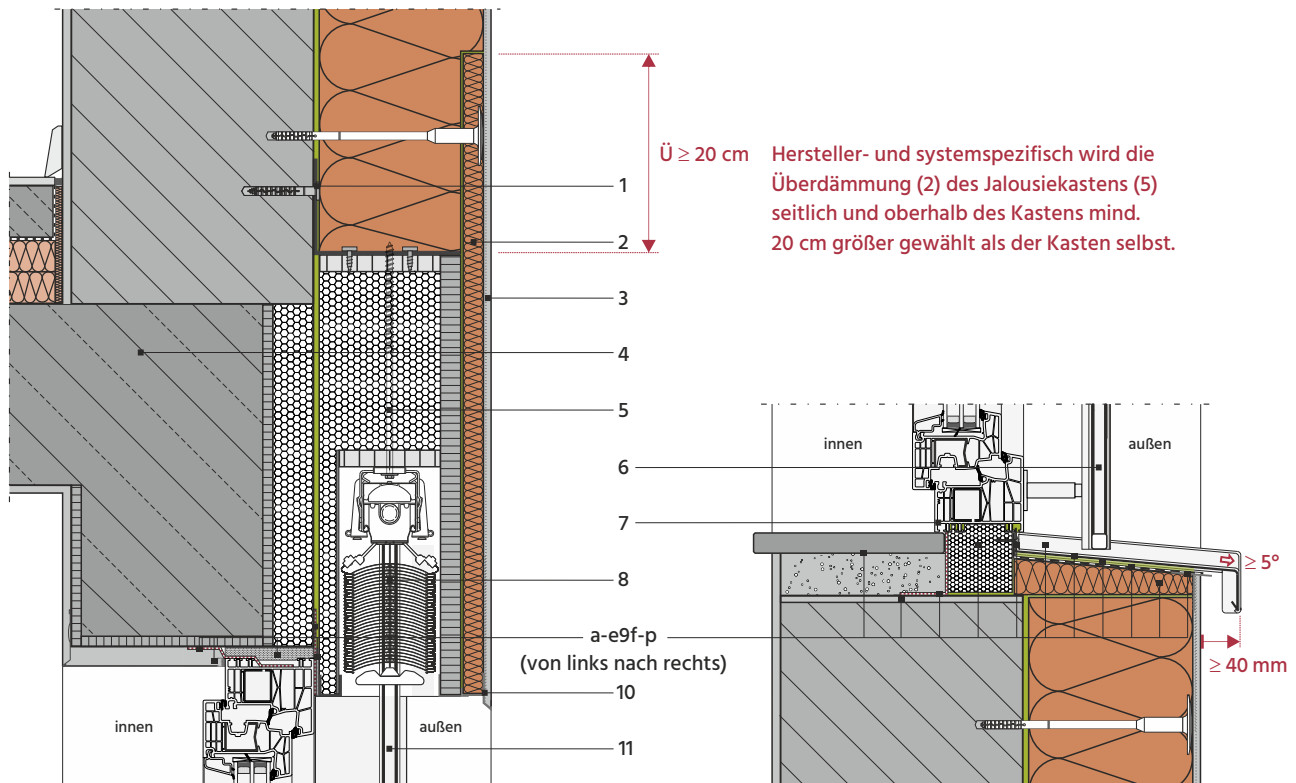 Ü ≥ 20 cm
Hersteller- und systemspezifisch wird die
Überdämmung (2) des Jalousiekastens (5)
seitlich und oberhalb des Kastens mind.
20 cm größer gewählt als der Kasten selbst.
1
2
3
4
5
6
7
8
a-e9f-p
(von links nach rechts)
10
11
innen
außen
innen
außen
≥ 5°
≥ 40 mm